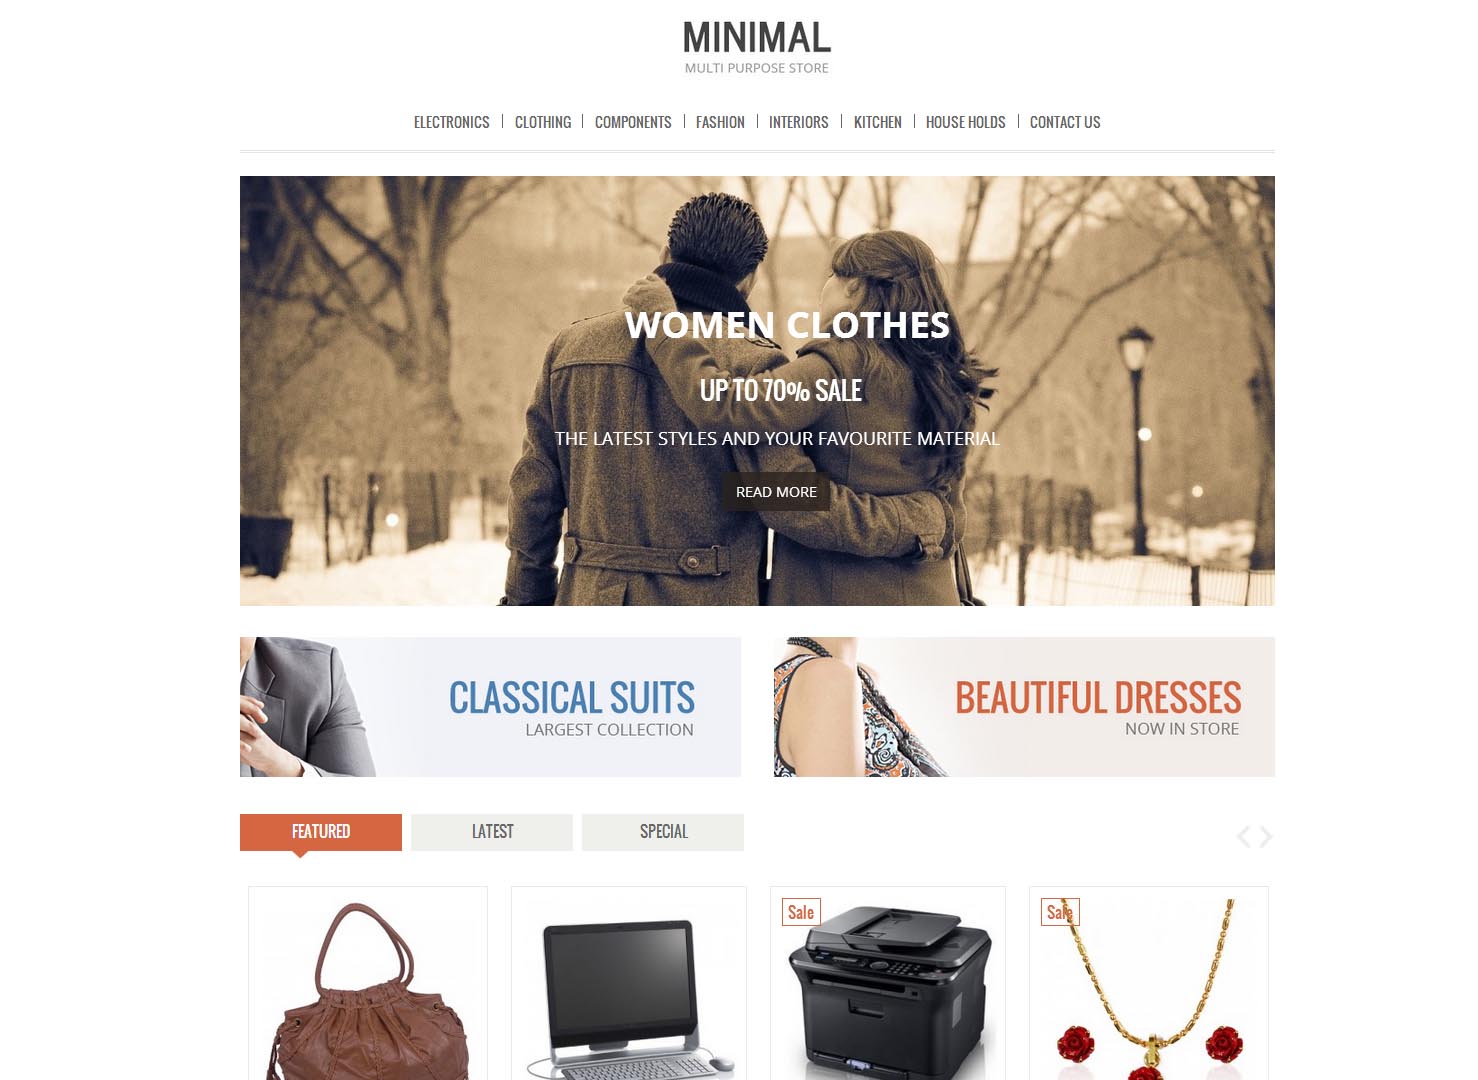 MINIMAL
MULTI PURPOSE STORE
ELECTRONICS | CLOTHING | COMPONENTS | FASHION | INTERIORS | KITCHEN | HOUSE HOLDS | CONTACT US
WOMEN CLOTHES
UP TO 70% SALE
THE LATEST STYLES AND YOUR FAVOURITE MATERIAL
READ MORE
CLASSICAL SUITS
LARGEST COLLECTION
BEAUTIFUL DRESSES
NOW IN STORE
FEATURED LATEST SPECIAL
Sale Sale